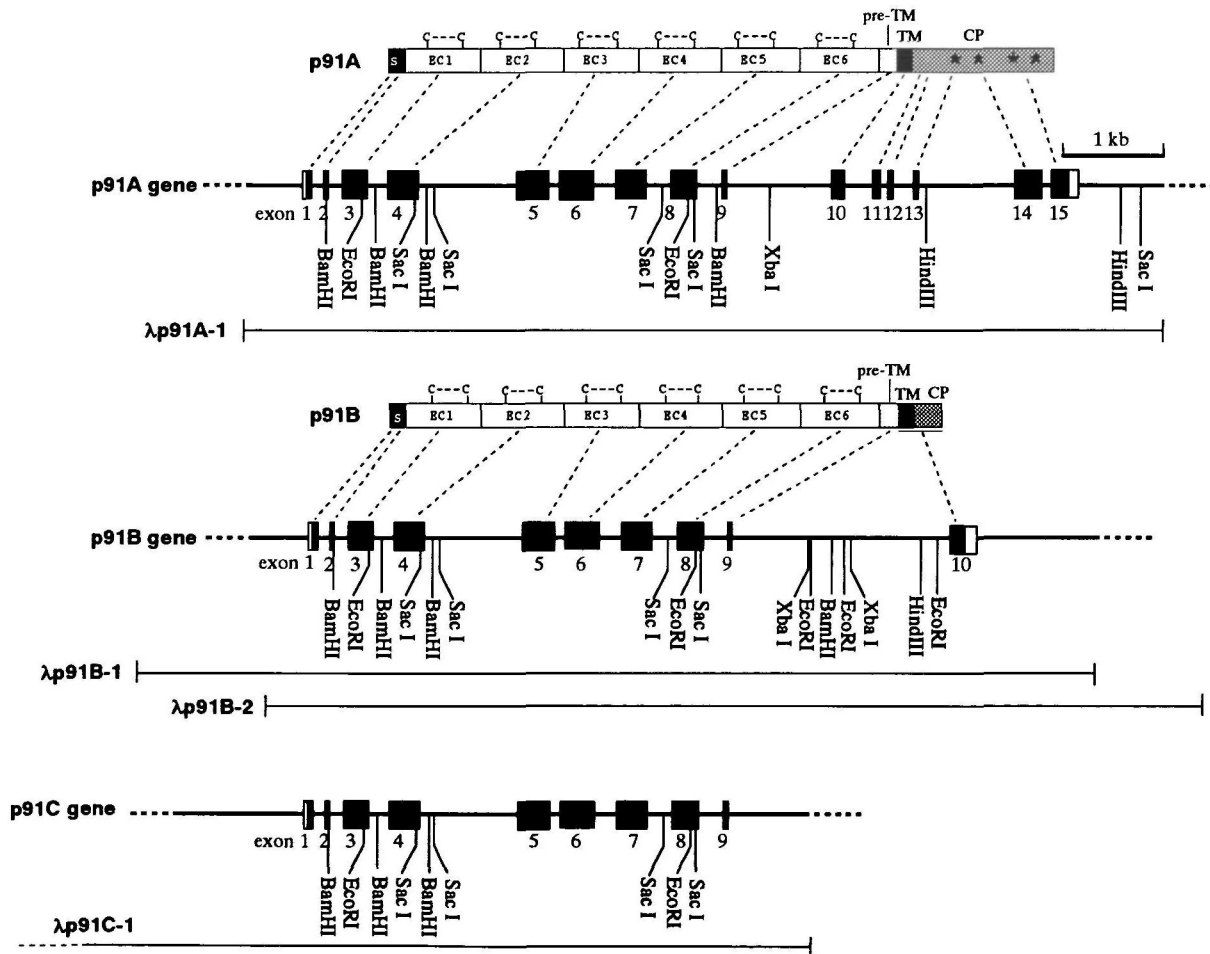 pre-TM
C---C C---C C---C C---C C---C C---C TM CP
p91A S EC1 EC2 EC3 EC4 EC5 EC6 ★ ★ ★ ★
1 kb
p91A gene
exon 1 2 3 4 5 6 7 8 9 10 11 12 13 14 15
BamHI EcoRI BamHI Sac I BamHI Sac I Sac I EcoRI Sac I BamHI Xba I HindIII HindIII Sac I
λp91A-1
pre-TM
C---C C---C C---C C---C C---C C---C TM CP
p91B S EC1 EC2 EC3 EC4 EC5 EC6
p91B gene
exon 1 2 3 4 5 6 7 8 9 10
BamHI EcoRI BamHI Sac I BamHI Sac I Sac I EcoRI Sac I Xba I EcoRI BamHI EcoRI Xba I HindIII EcoRI
λp91B-1
λp91B-2
p91C gene
exon 1 2 3 4 5 6 7 8 9
BamHI EcoRI BamHI Sac I BamHI Sac I Sac I EcoRI Sac I
λp91C-1